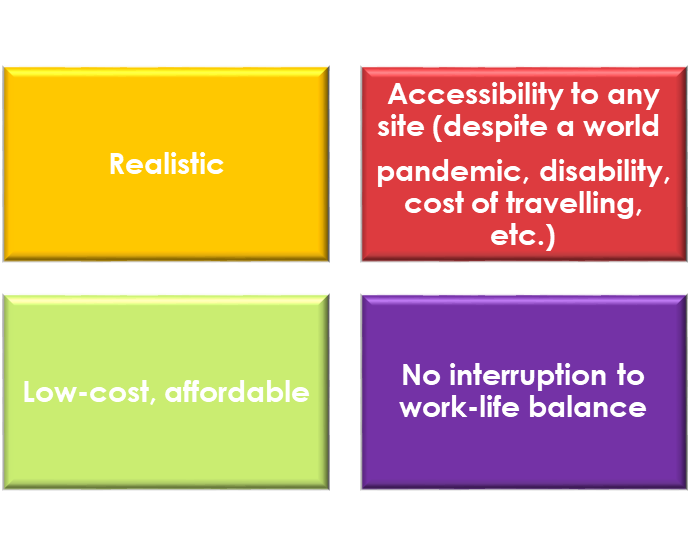 Realistic
Accessibility to any
site (despite a world
pandemic, disability,
cost of travelling,
etc.)
Low-cost, affordable
No interruption to
work-life balance